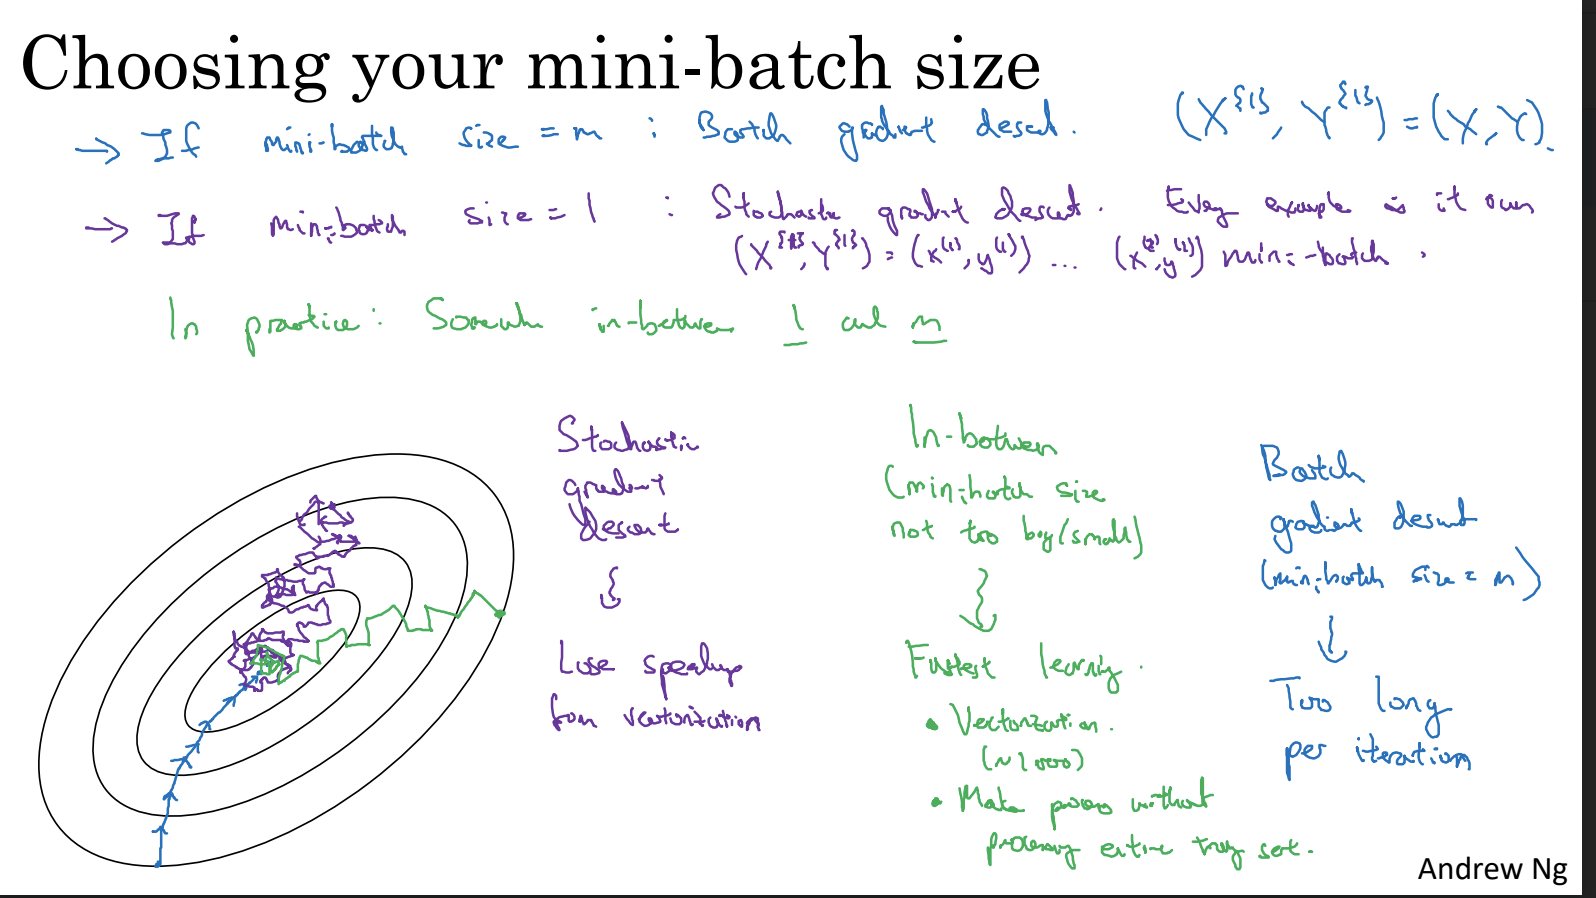 Choosing your mini-batch size
→ If mini-batch size = m : Batch gradient descent. (X^{1}, Y^{1}) = (X, Y).
→ If mini-batch size = 1 : Stochastic gradient descent. Every example is it own
(X^{1}, Y^{1}) = (x^(1), y^(1)) ... (x^(2), y^(2)) mini-batch.
In practice: Somewhere in-between 1 and m
Stochastic
gradient
descent
Lose speedup
from vectorization
In-between
(mini-batch size
not too big/small)
Fastest learning.
• Vectorization.
(~1000)
• Make progress without
processing entire training set.
Batch
gradient descent
(mini-batch size = m)
Too long
per iteration
Andrew Ng